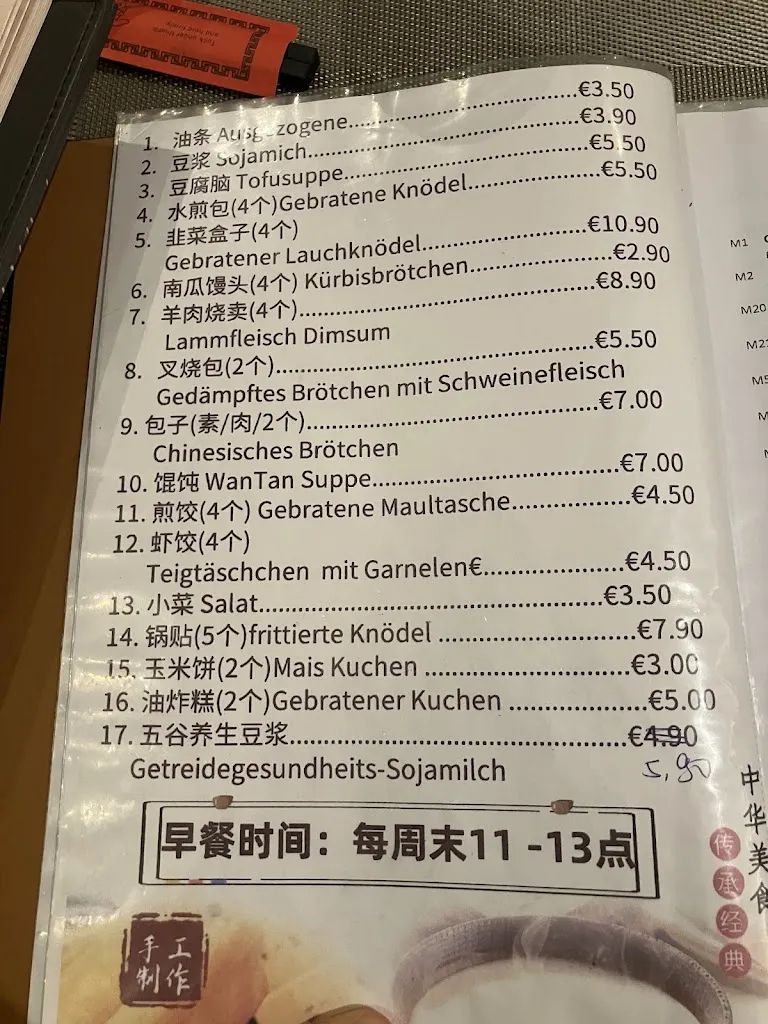 €3.50
1. 油条 Ausgezogene................................
€3.90
2. 豆浆 Sojamich................................
€5.50
3. 豆腐脑 Tofusuppe................................
€5.50
4. 水煎包(4个)Gebratene Knödel................................
5. 韭菜盒子(4个)
Gebratener Lauchknödel................................€10.90
6. 南瓜馒头(4个) Kürbisbrötchen................................€2.90
7. 羊肉烧卖(4个)................................€8.90
Lammfleisch Dimsum
8. 叉烧包(2个)................................€5.50
Gedämpftes Brötchen mit Schweinefleisch
9. 包子(素/肉/2个)................................€7.00
Chinesisches Brötchen
10. 馄饨 WanTan Suppe................................€7.00
11. 煎饺(4个) Gebratene Maultasche................................€4.50
12. 虾饺(4个)
Teigtäschchen mit Garnelen€................................€4.50
13. 小菜 Salat................................€3.50
14. 锅贴(5个)frittierte Knödel ................................€7.90
15. 玉米饼(2个)Mais Kuchen ................................€3.00
16. 油炸糕(2个)Gebratener Kuchen ................................€5.00
17. 五谷养生豆浆................................€4.90
Getreidegesundheits-Sojamilch 5,90
早餐时间：每周末11 -13点
手工
制作
中华美食
传承经典
M1
M2
M20